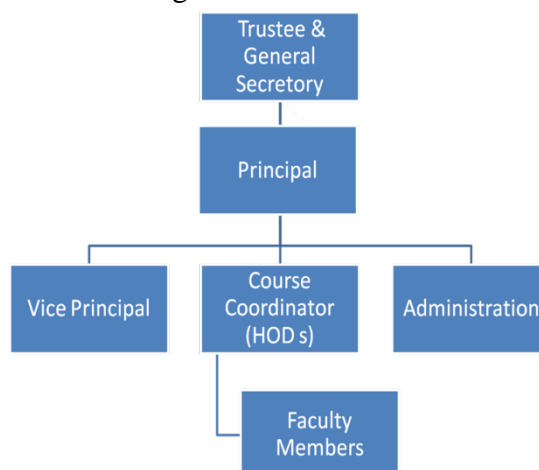 Trustee &
General
Secretory
Principal
Vice Principal
Course
Coordinator
(HOD s)
Administration
Faculty
Members